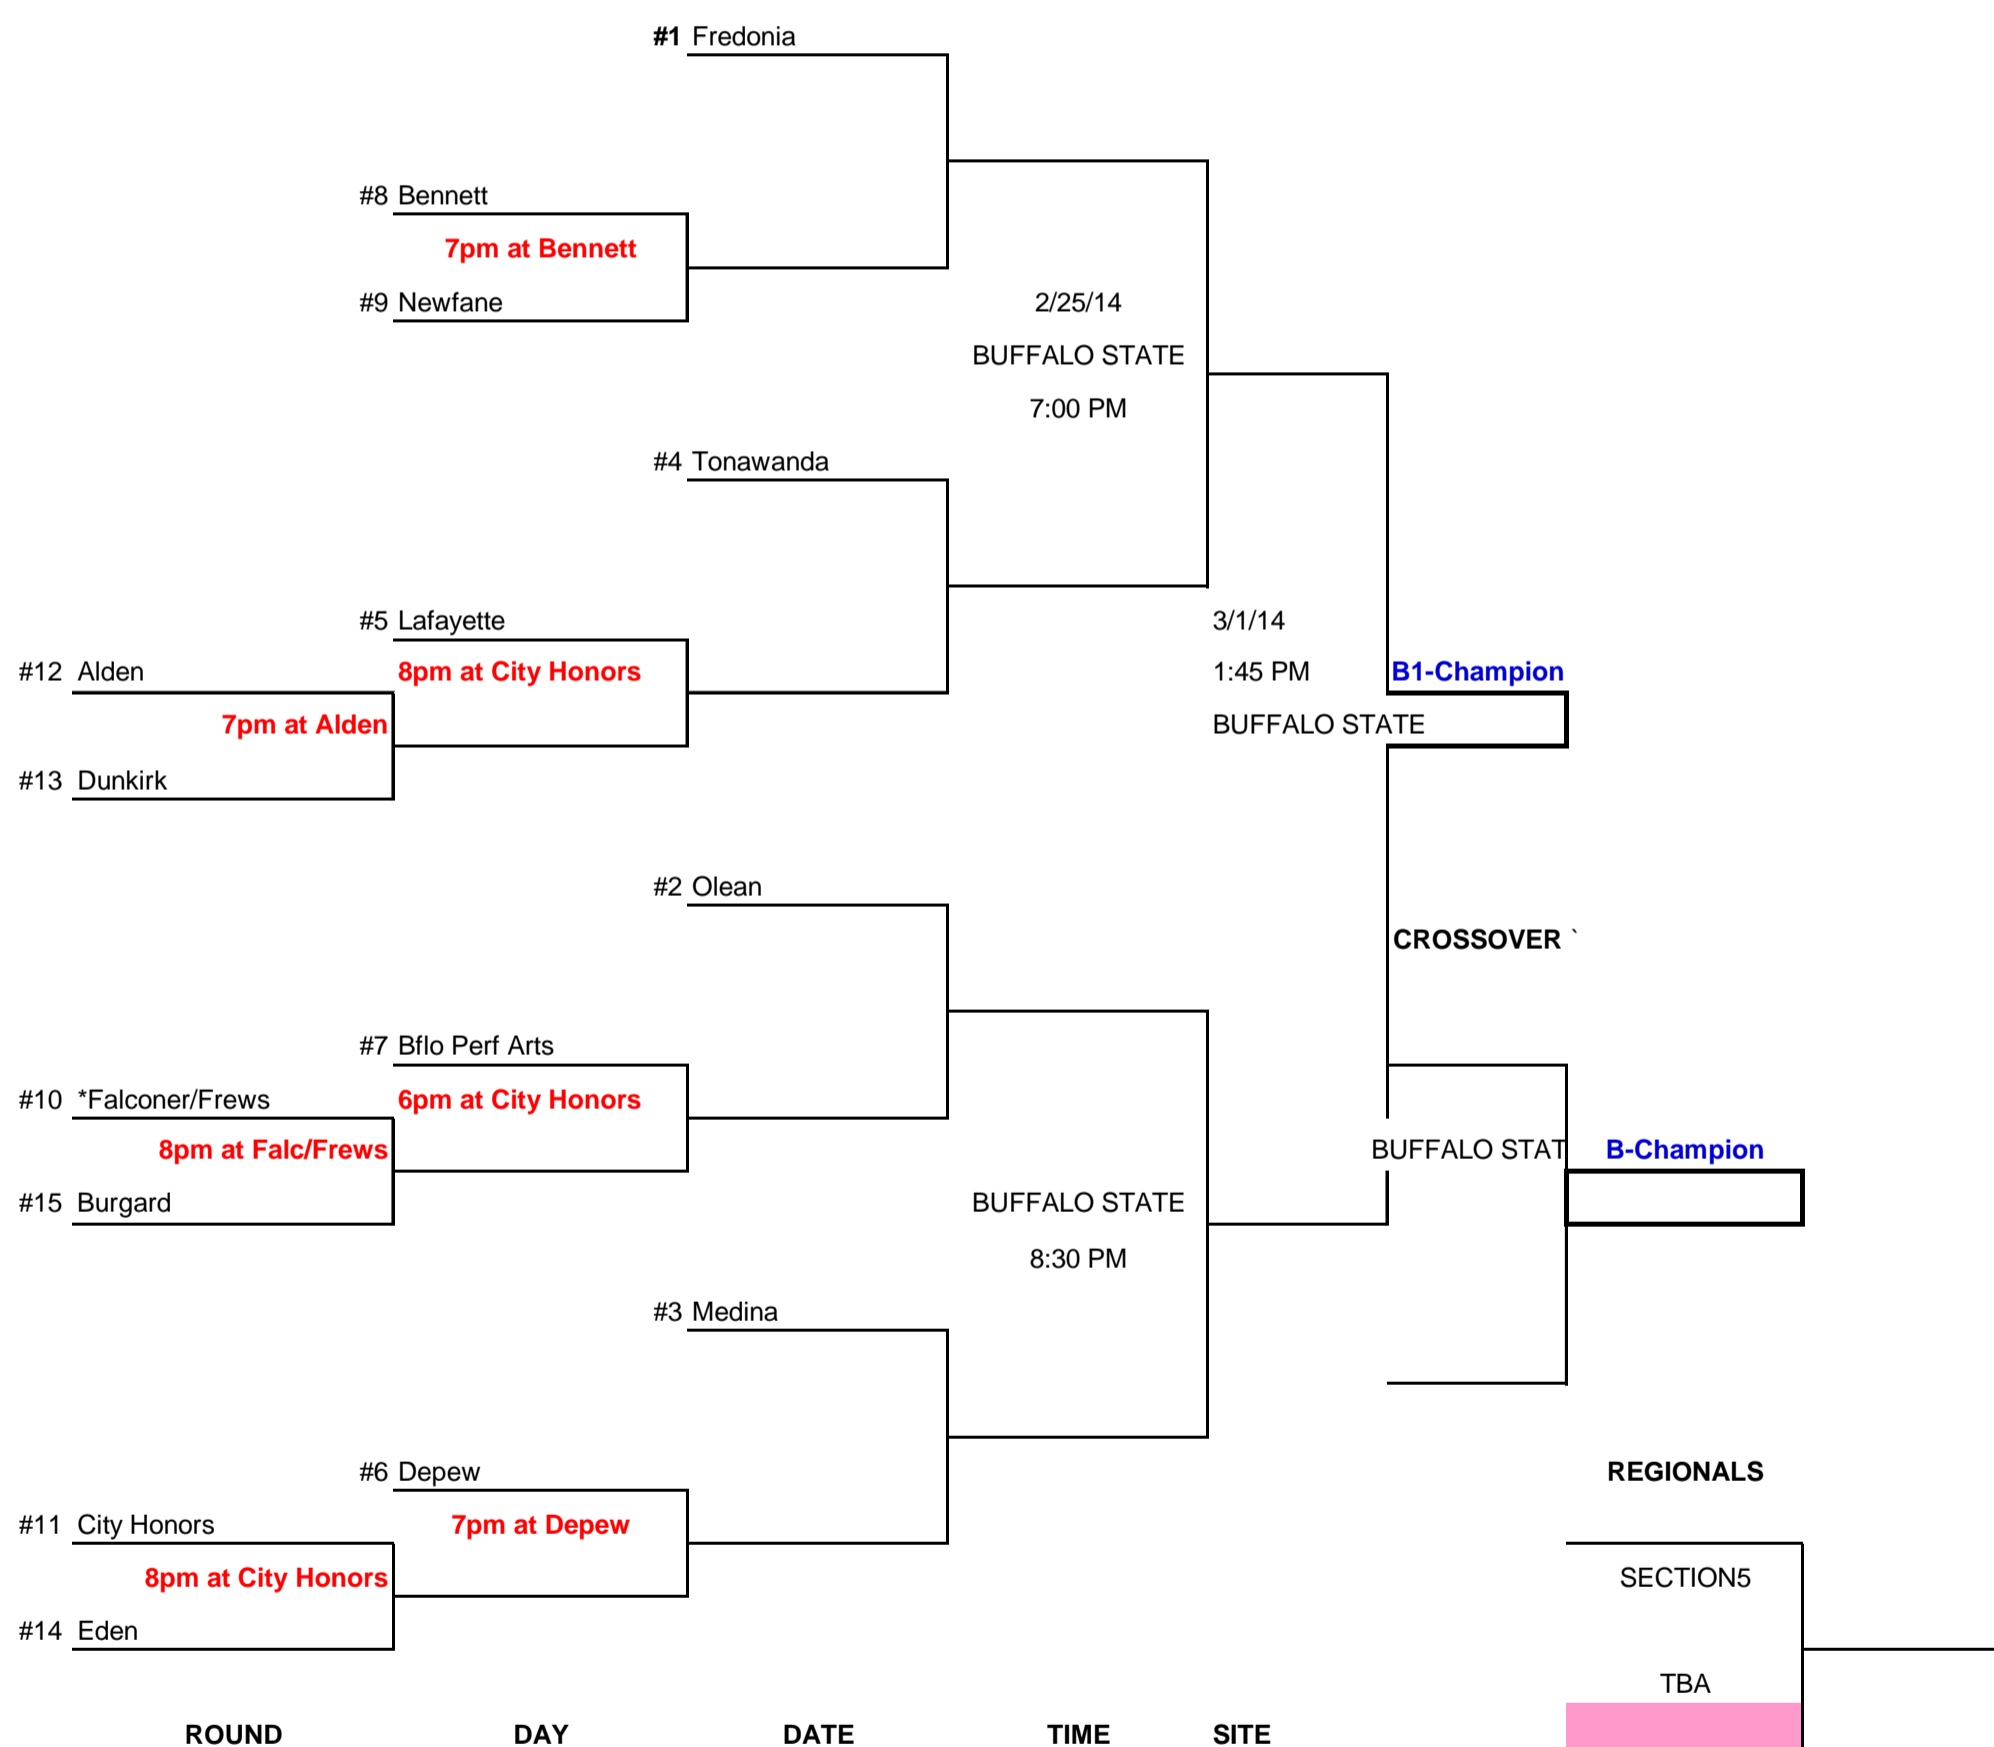 #1 Fredonia
#8 Bennett
7pm at Bennett
#9 Newfane
2/25/14
BUFFALO STATE
7:00 PM
#4 Tonawanda
#5 Lafayette
3/1/14
#12 Alden
8pm at City Honors
1:45 PM
B1-Champion
7pm at Alden
BUFFALO STATE
#13 Dunkirk
#2 Olean
CROSSOVER `
#7 Bflo Perf Arts
#10 *Falconer/Frews
6pm at City Honors
8pm at Falc/Frews
BUFFALO STAT
B-Champion
#15 Burgard
BUFFALO STATE
8:30 PM
#3 Medina
#6 Depew
REGIONALS
#11 City Honors
7pm at Depew
8pm at City Honors
SECTION5
#14 Eden
TBA
ROUND DAY DATE TIME SITE